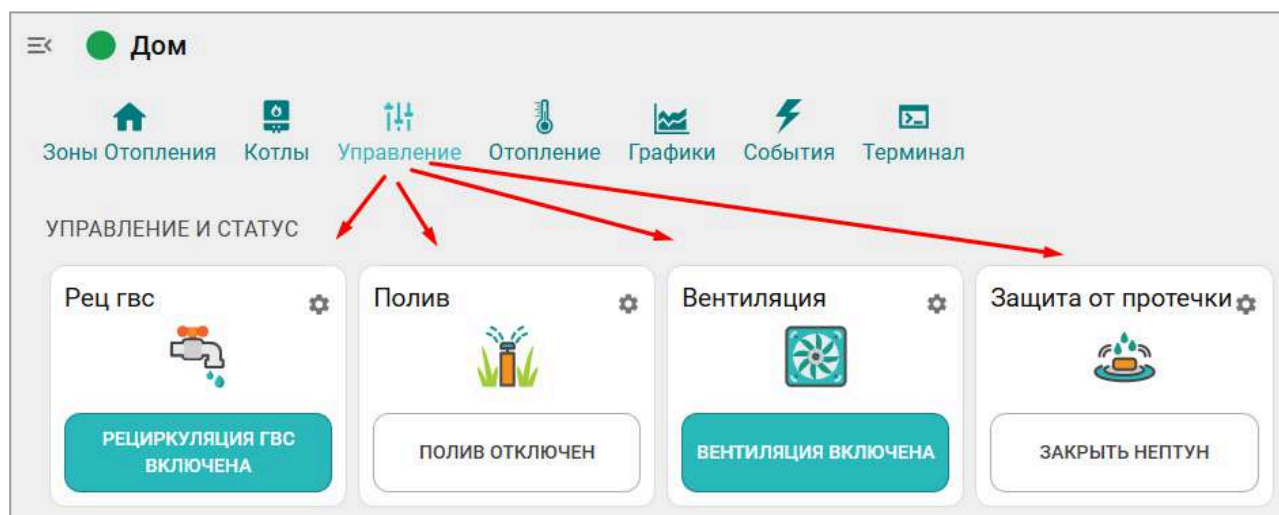 Дом
Зоны Отопления Котлы Управление Отопление Графики События Терминал
УПРАВЛЕНИЕ И СТАТУС
Рец гвс Полив Вентиляция Защита от протечки
РЕЦИРКУЛЯЦИЯ ГВС
ВКЛЮЧЕНА
ПОЛИВ ОТКЛЮЧЕН
ВЕНТИЛЯЦИЯ ВКЛЮЧЕНА
ЗАКРЫТЬ НЕПТУН